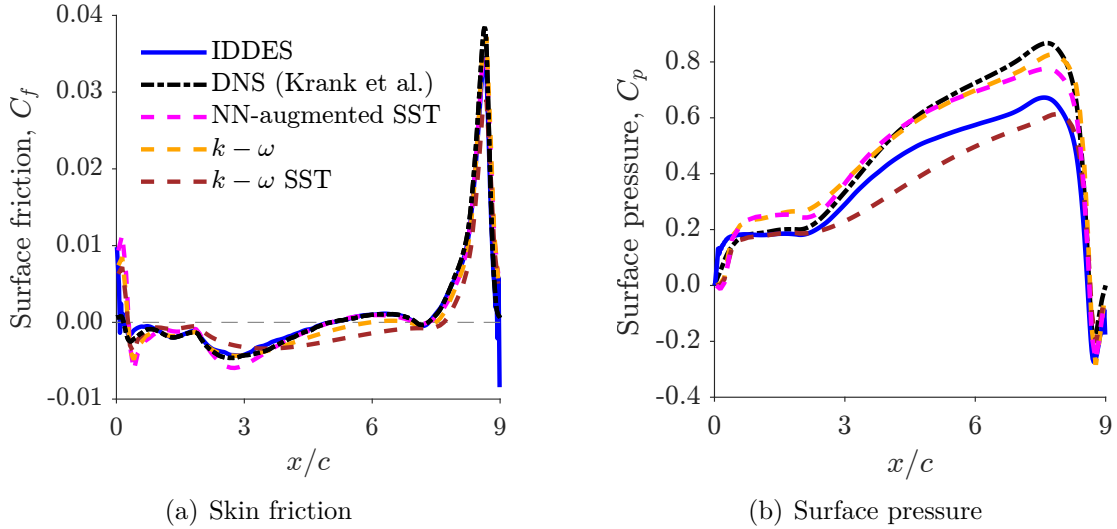 0.04
0.03
0.02
0.01
0.00
-0.01
Surface friction, C_f
IDDES
DNS (Krank et al.)
NN-augmented SST
k − ω
k − ω SST
0 3 6 9
x/c
(a) Skin friction
0.8
0.6
0.4
0.2
0.0
-0.2
-0.4
Surface pressure, C_p
0 3 6 9
x/c
(b) Surface pressure